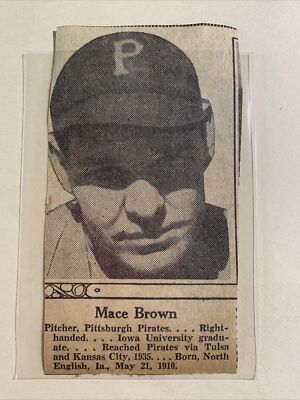 P
Mace Brown
Pitcher, Pittsburgh Pirates. . . . Right-
handed. . . . Iowa University gradu-
ate. . . . Reached Pirates via Tulsa
and Kansas City, 1935. . . . Born, North
English, Ia., May 21, 1910.